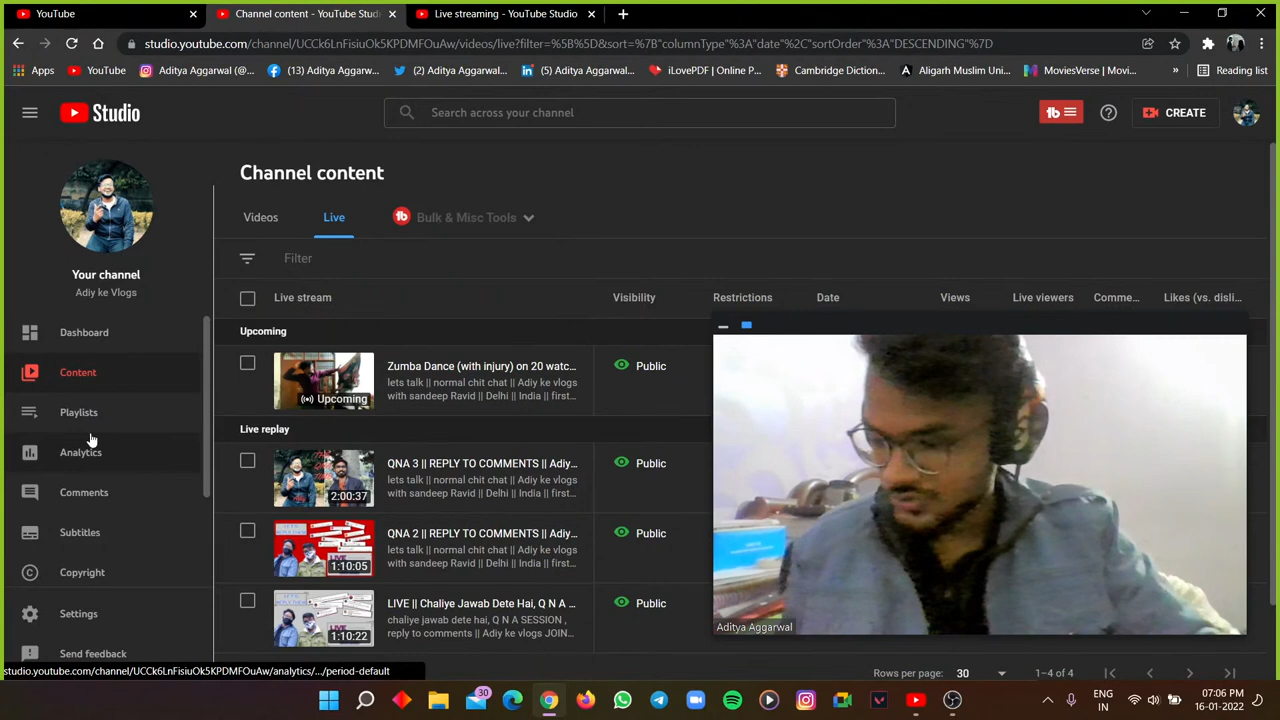 YouTube
Channel content - YouTube Studi
Live streaming - YouTube Studio
studio.youtube.com/channel/UCCk6LnFisiuOk5KPDMFOuAw/videos/live?filter=%5B%5D&sort=%7B"columnType"%3A"date"%2C"sortOrder"%3A"DESCENDING"%7D
Apps
YouTube
Aditya Aggarwal (@...
(13) Aditya Aggarw...
(2) Aditya Aggarwal...
(5) Aditya Aggarwal...
iLovePDF | Online P...
Cambridge Diction...
Aligarh Muslim Uni...
MoviesVerse | Movi...
»
Reading list
Studio
Search across your channel
CREATE
Your channel
Adiy ke Vlogs
Dashboard
Content
Playlists
Analytics
Comments
Subtitles
Copyright
Settings
Send feedback
Channel content
Videos
Live
Bulk & Misc Tools
Filter
Live stream
Visibility
Restrictions
Date
Views
Live viewers
Comme...
Likes (vs. disli...
Upcoming
Upcoming
Zumba Dance (with injury) on 20 watc...
lets talk || normal chit chat || Adiy ke vlogs
with sandeep Ravid || Delhi || India || first...
Public
Live replay
2:00:37
QNA 3 || REPLY TO COMMENTS || Adiy...
lets talk || normal chit chat || Adiy ke vlogs
with sandeep Ravid || Delhi || India || first...
Public
LIVE
1:10:05
QNA 2 || REPLY TO COMMENTS || Adiy...
lets talk || normal chit chat || Adiy ke vlogs
with sandeep Ravid || Delhi || India || first...
Public
1:10:22
LIVE || Chaliye Jawab Dete Hai, Q N A ...
chaliye jawab dete hai, Q N A SESSION ,
reply to comments || Adiy ke vlogs JOIN...
Public
Aditya Aggarwal
Rows per page:
30
1–4 of 4
studio.youtube.com/channel/UCCk6LnFisiuOk5KPDMFOuAw/analytics/.../period-default
30
ENG
IN
07:06 PM
16-01-2022